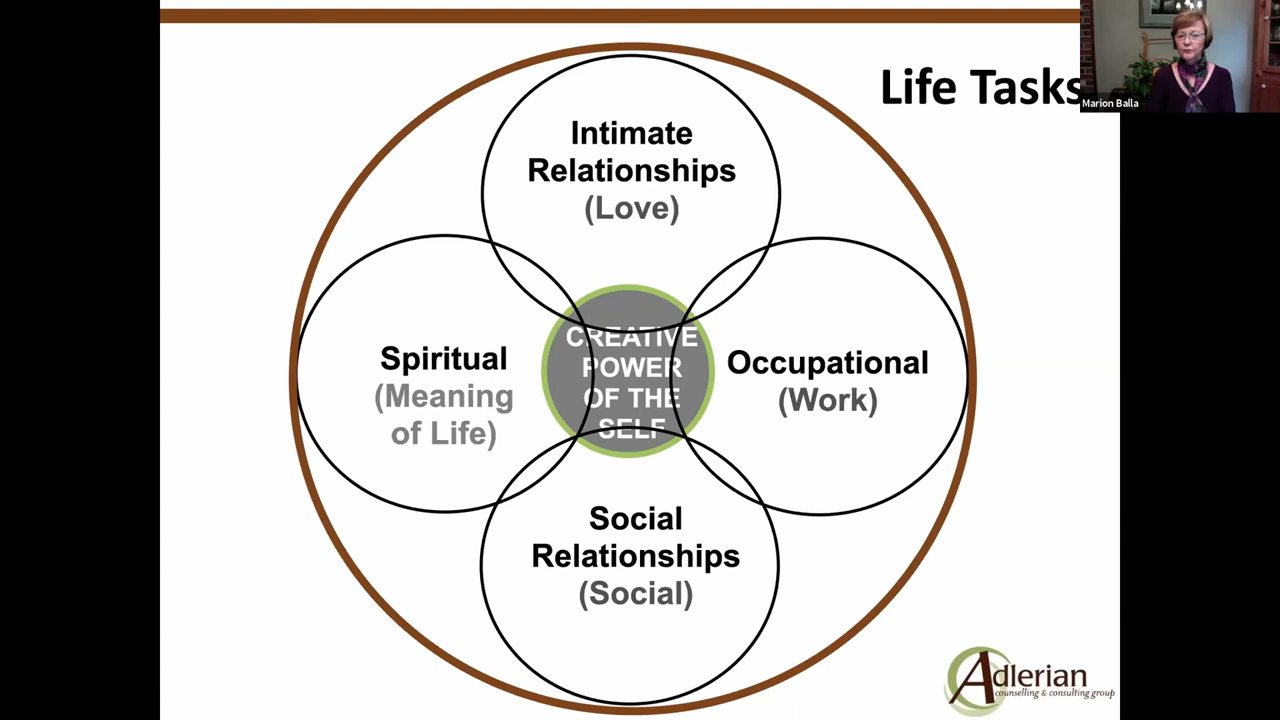 Life Tasks
Marion Balla
Intimate
Relationships
(Love)
Spiritual
(Meaning
of Life)
CREATIVE
POWER
OF THE
SELF
Occupational
(Work)
Social
Relationships
(Social)
Adlerian
counselling & consulting group